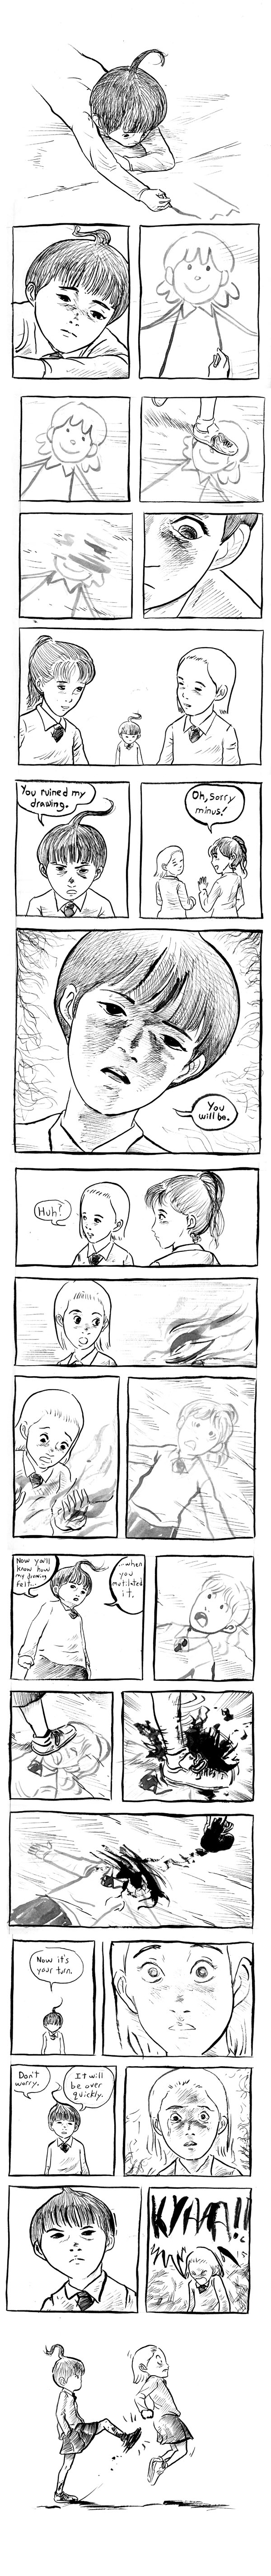 You ruined my
drawing.
Oh, sorry
minus!
You
will be.
Huh?
Now you'll
know how
my drawing
felt...
...when
you
mutilated
it.
Now it's
your turn.
Don't
worry.
It will
be over
quickly.
KYAAA!!